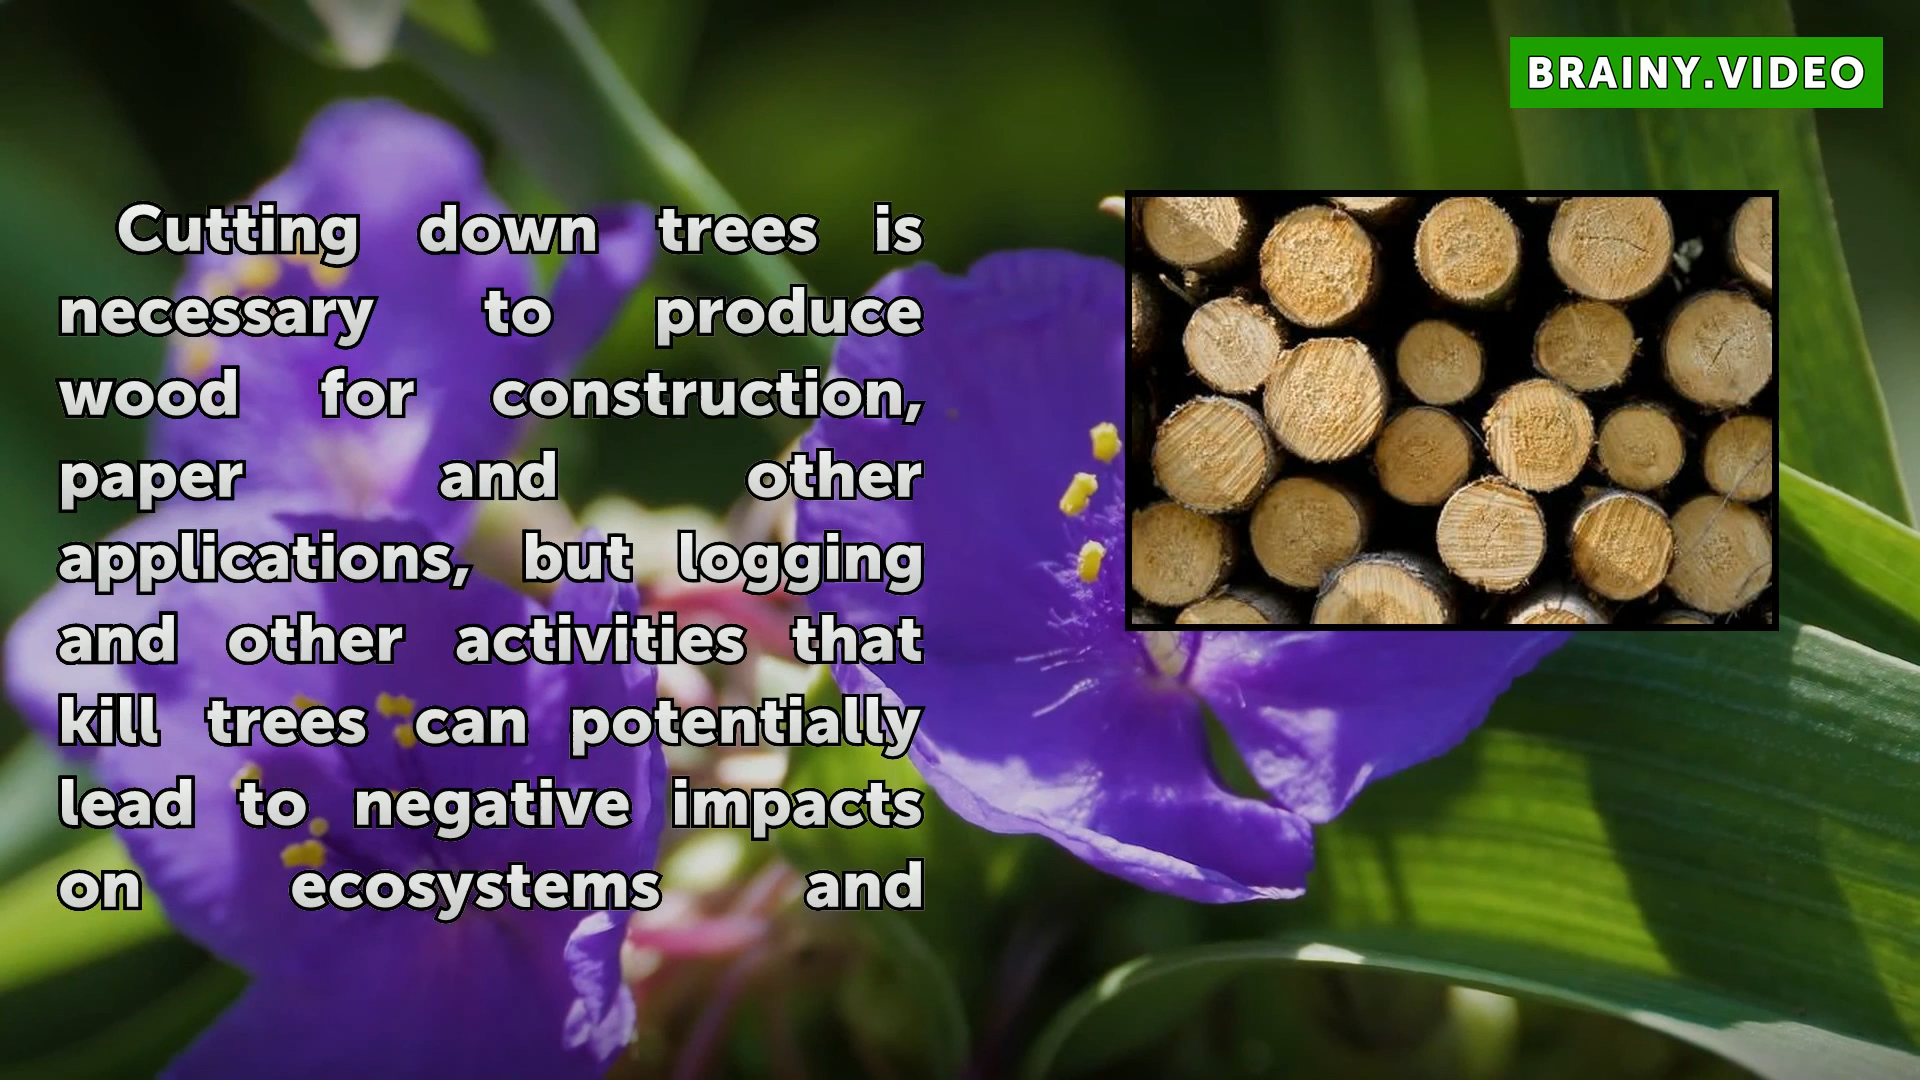 BRAINY.VIDEO
Cutting down trees is
necessary to produce
wood for construction,
paper and other
applications, but logging
and other activities that
kill trees can potentially
lead to negative impacts
on ecosystems and